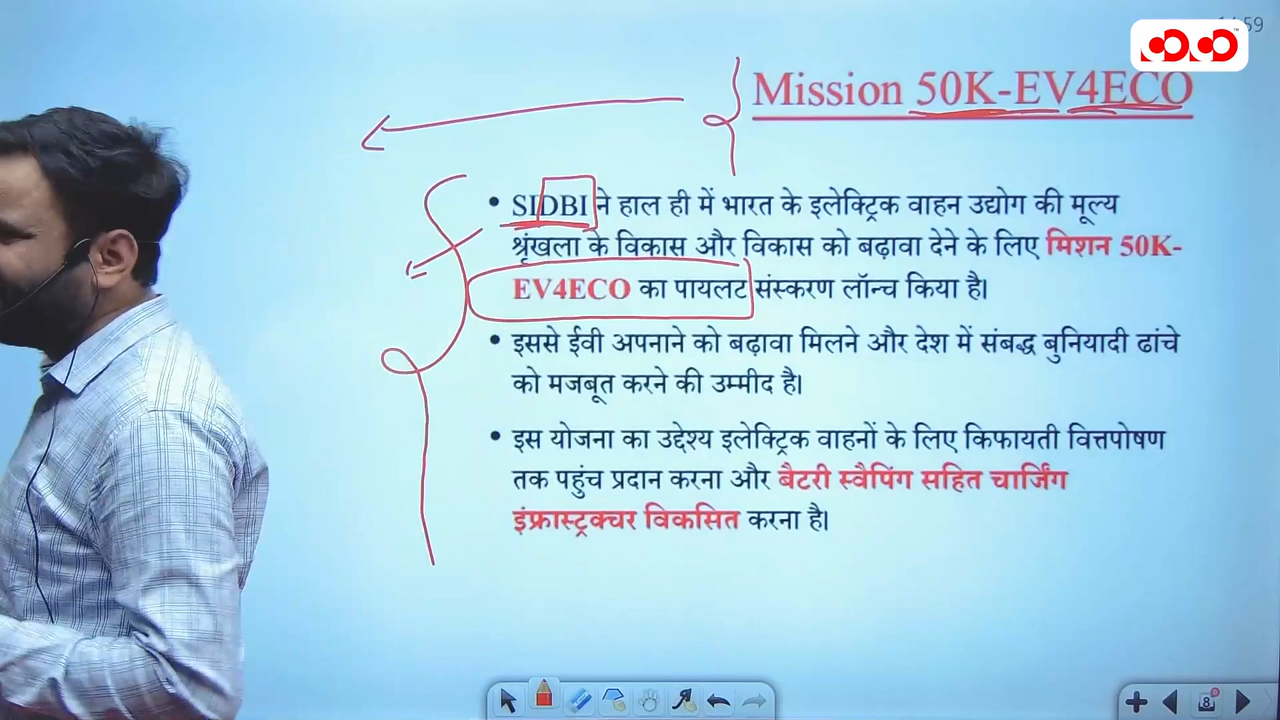 Mission 50K-EV4ECO
• SIDBI ने हाल ही में भारत के इलेक्ट्रिक वाहन उद्योग की मूल्य
श्रृंखला के विकास और विकास को बढ़ावा देने के लिए मिशन 50K-
EV4ECO का पायलट संस्करण लॉन्च किया है।
• इससे ईवी अपनाने को बढ़ावा मिलने और देश में संबद्ध बुनियादी ढांचे
को मजबूत करने की उम्मीद है।
• इस योजना का उद्देश्य इलेक्ट्रिक वाहनों के लिए किफायती वित्तपोषण
तक पहुंच प्रदान करना और बैटरी स्वैपिंग सहित चार्जिंग
इंफ्रास्ट्रक्चर विकसित करना है।
8